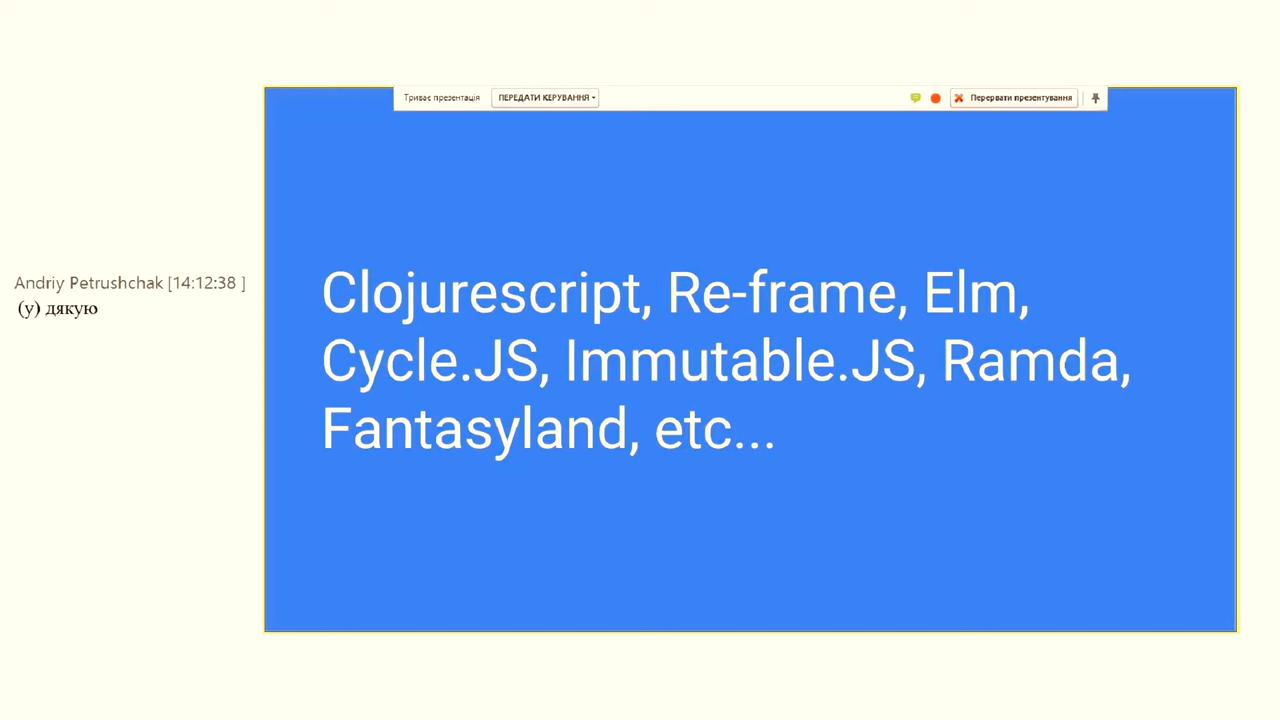 Триває презентація ПЕРЕДАТИ КЕРУВАННЯ Перервати презентування
Andriy Petrushchak [14:12:38 ]
(y) дякую
Clojurescript, Re-frame, Elm,
Cycle.JS, Immutable.JS, Ramda,
Fantasyland, etc...